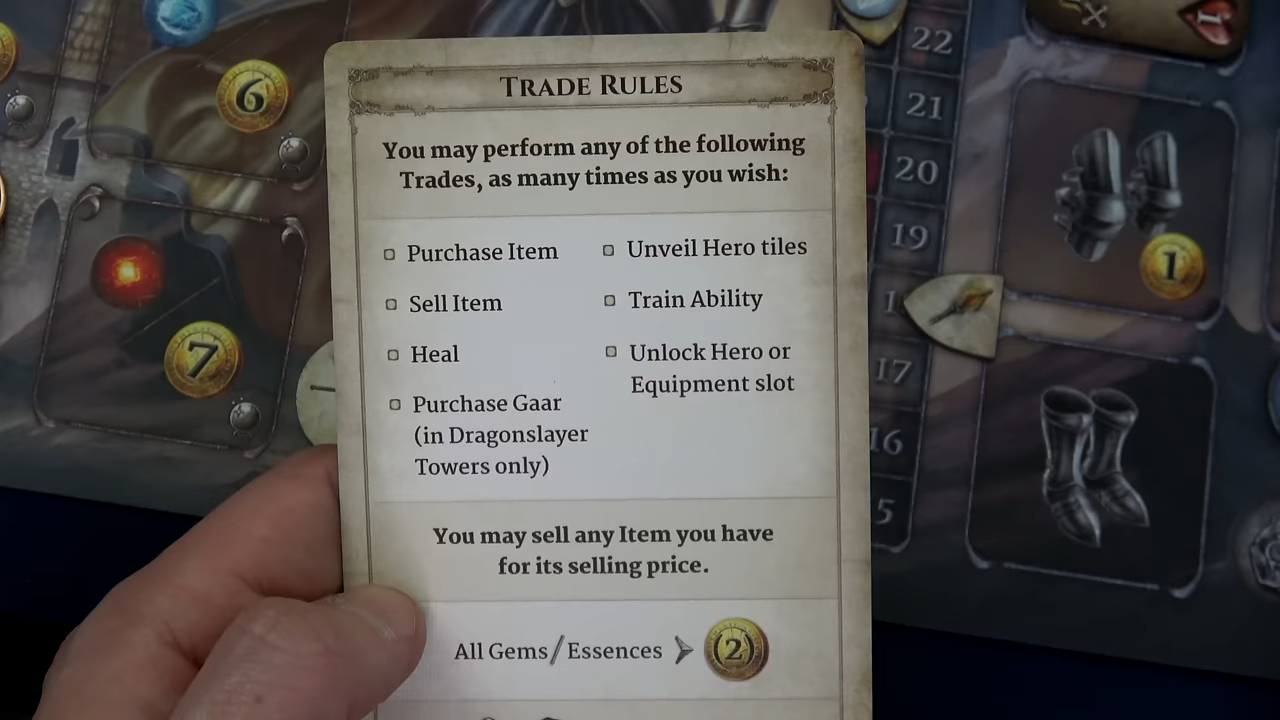 TRADE RULES
You may perform any of the following
Trades, as many times as you wish:
Purchase Item
Sell Item
Heal
Purchase Gaar
(in Dragonslayer
Towers only)
Unveil Hero tiles
Train Ability
Unlock Hero or
Equipment slot
You may sell any Item you have
for its selling price.
All Gems/Essences (2)
6
7
22
21
20
19
17
16
5
1